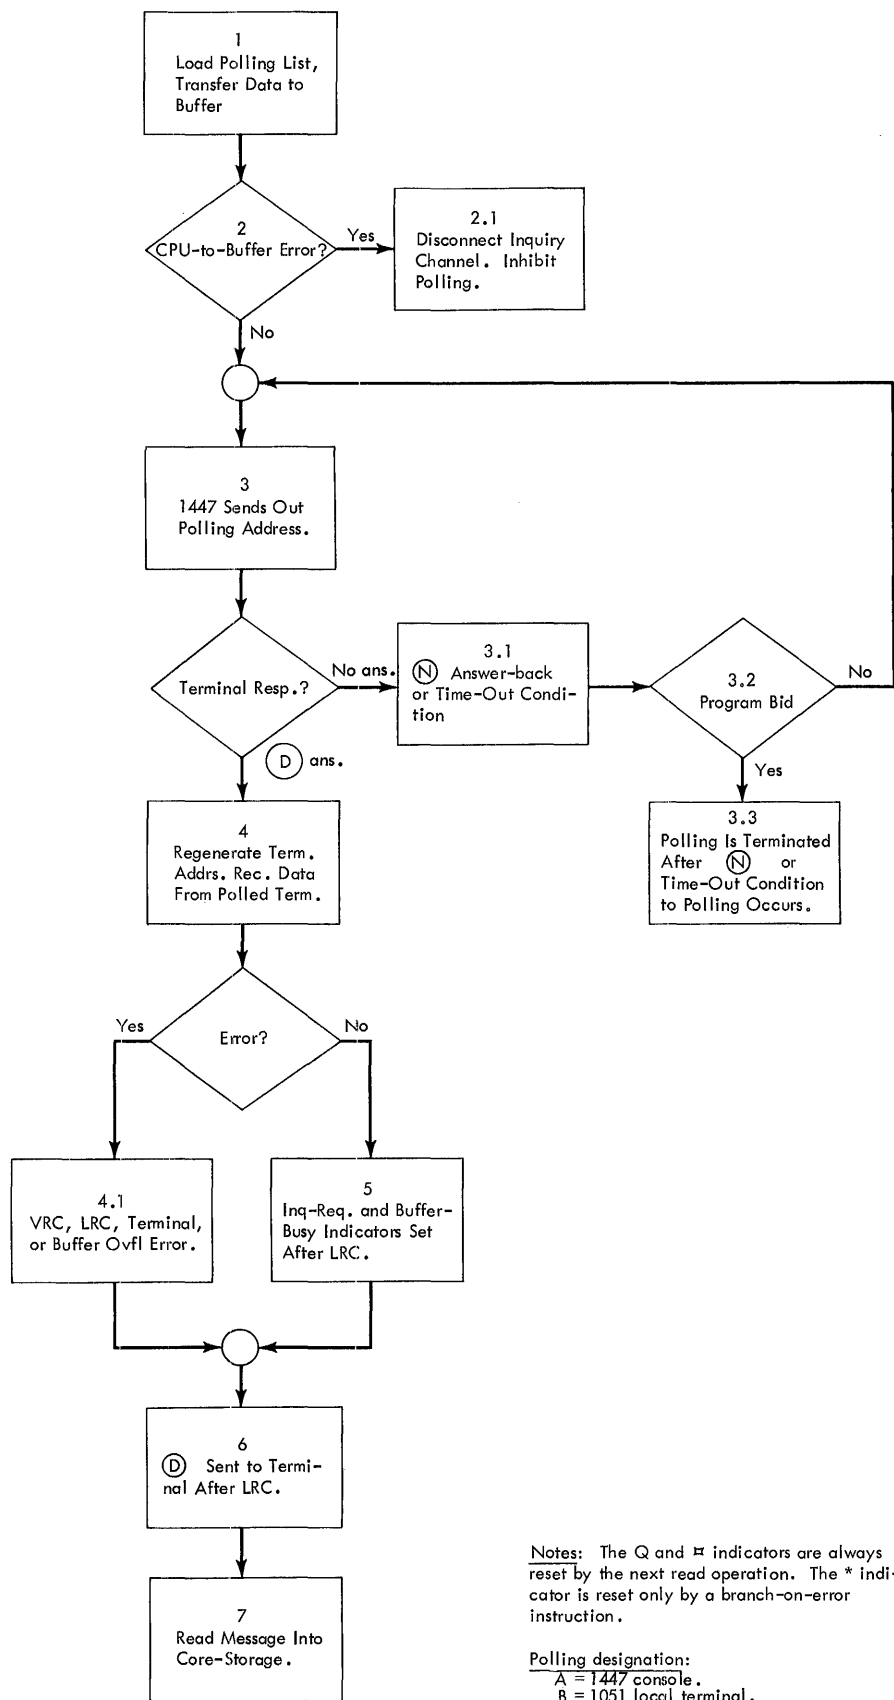 1
Load Polling List,
Transfer Data to
Buffer
2
CPU-to-Buffer Error?
Yes
2.1
Disconnect Inquiry
Channel. Inhibit
Polling.
No
3
1447 Sends Out
Polling Address.
Terminal Resp.?
No ans.
3.1
N Answer-back
or Time-Out Condi-
tion
3.2
Program Bid
No
D ans.
Yes
4
Regenerate Term.
Addrs. Rec. Data
From Polled Term.
3.3
Polling Is Terminated
After N or
Time-Out Condition
to Polling Occurs.
Error?
Yes
No
4.1
VRC, LRC, Terminal,
or Buffer Ovfl Error.
5
Inq-Req. and Buffer-
Busy Indicators Set
After LRC.
6
D Sent to Termi-
nal After LRC.
7
Read Message Into
Core-Storage.
Notes: The Q and ¤ indicators are always
reset by the next read operation. The * indi-
cator is reset only by a branch-on-error
instruction.
Polling designation:
A = 1447 console.
B = 1051 local terminal.